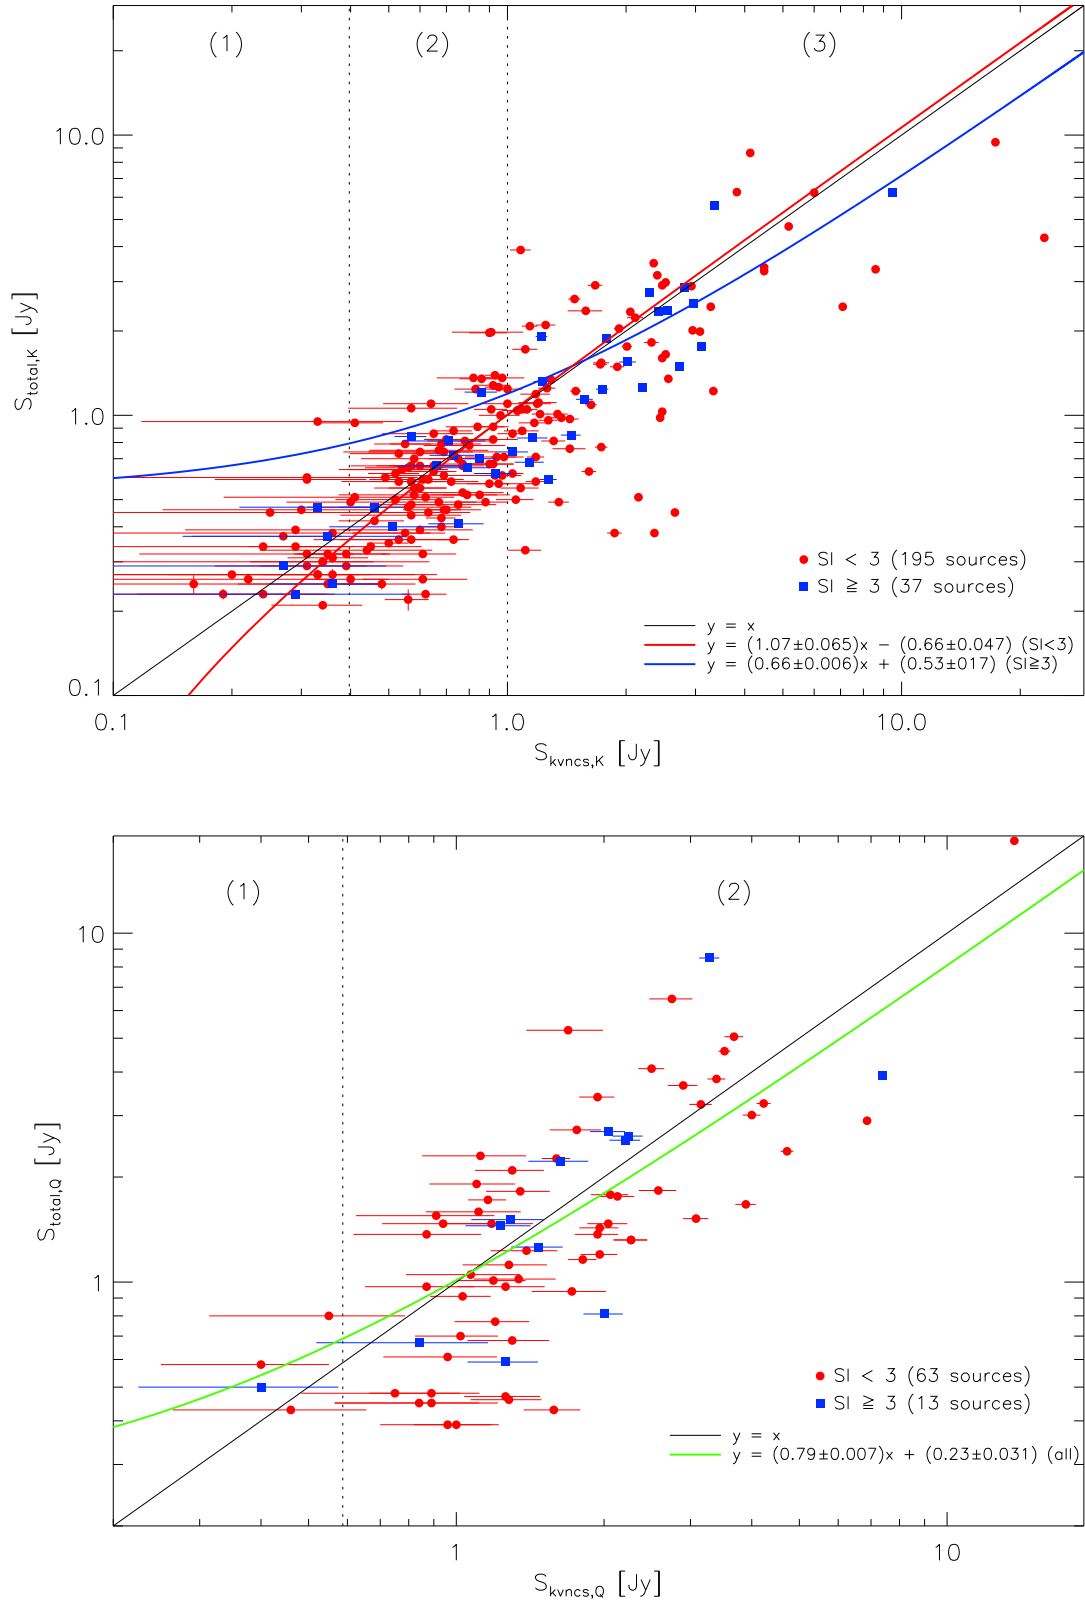 (1) (2) (3)
10.0
1.0
0.1
S_total,K [Jy]
SI < 3 (195 sources)
SI ≧ 3 (37 sources)
y = x
y = (1.07±0.065)x − (0.66±0.047) (SI<3)
y = (0.66±0.006)x + (0.53±017) (SI≧3)
0.1 1.0 10.0
S_kvncs,K [Jy]
(1) (2)
10
1
S_total,Q [Jy]
SI < 3 (63 sources)
SI ≧ 3 (13 sources)
y = x
y = (0.79±0.007)x + (0.23±0.031) (all)
1 10
S_kvncs,Q [Jy]